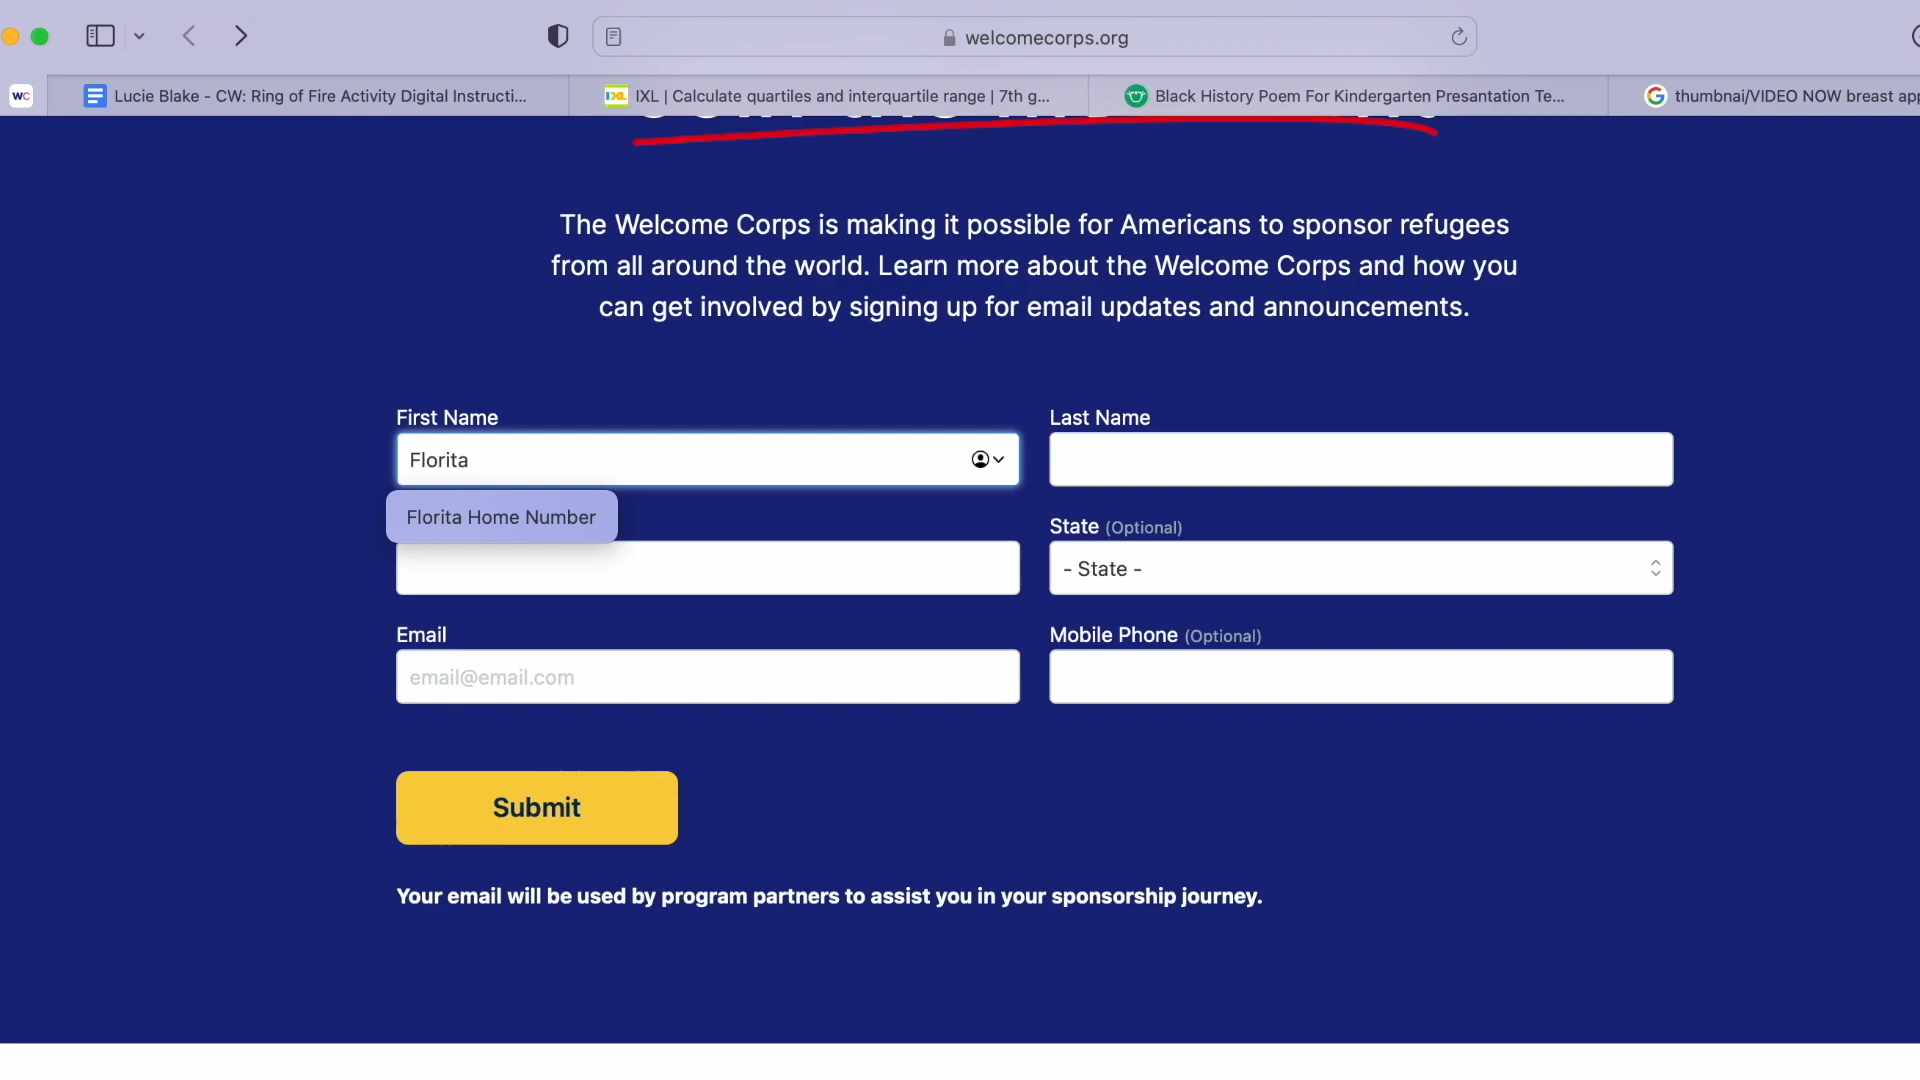 welcomecorps.org
WC
Lucie Blake - CW: Ring of Fire Activity Digital Instructi...
IXL | Calculate quartiles and interquartile range | 7th g...
Black History Poem For Kindergarten Presantation Te...
thumbnai/VIDEO NOW breast app
The Welcome Corps is making it possible for Americans to sponsor refugees
from all around the world. Learn more about the Welcome Corps and how you
can get involved by signing up for email updates and announcements.
First Name
Last Name
Florita
Florita Home Number
State (Optional)
- State -
Email
Mobile Phone (Optional)
email@email.com
Submit
Your email will be used by program partners to assist you in your sponsorship journey.